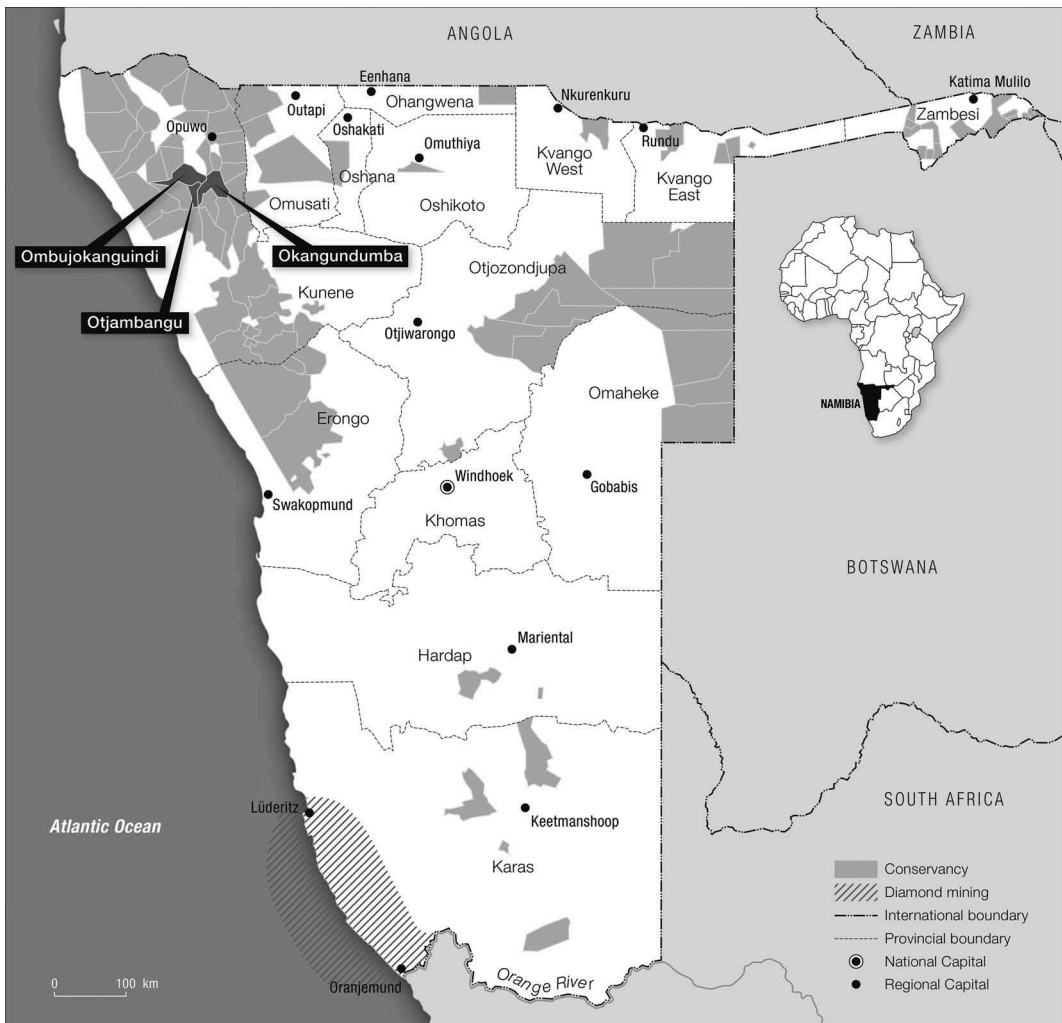 ANGOLA
ZAMBIA
Eenhana
Katima Mulilo
Outapi
Ohangwena
Nkurenkuru
Zambesi
Opuwo
Oshakati
Rundu
Omuthiya
Kvango
West
Oshana
Kvango
East
Omusati
Oshikoto
Ombujokanguindi
Okangundumba
Otjozondjupa
Kunene
Otjambangu
Otjiwarongo
Omaheke
NAMIBIA
Erongo
Windhoek
Gobabis
Swakopmund
Khomas
BOTSWANA
Mariental
Hardap
Lüderitz
SOUTH AFRICA
Atlantic Ocean
Keetmanshoop
Karas
Conservancy
Diamond mining
International boundary
Provincial boundary
National Capital
Regional Capital
Orange River
Oranjemund
0 100 km